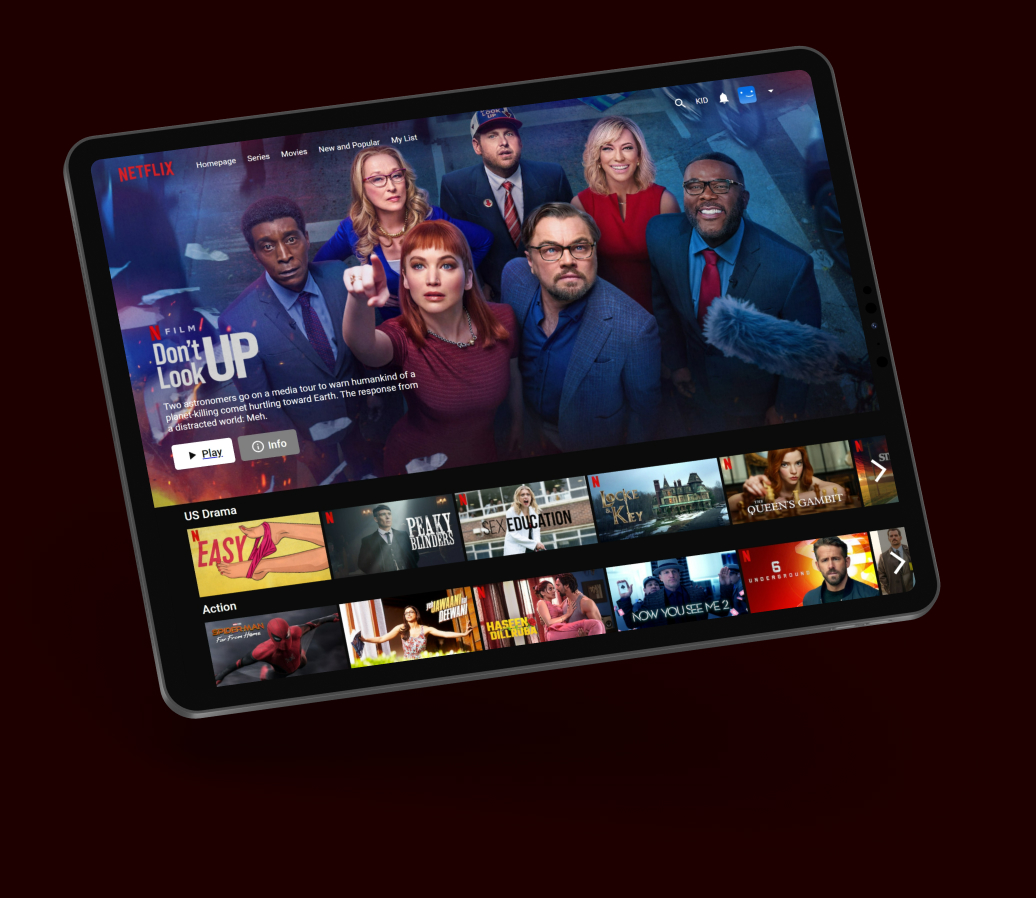 NETFLIX
Homepage
Series
Movies
New and Popular
My List
KID
LOOK
UP
N FILM
Don't
Look UP
Two astronomers go on a media tour to warn humankind of a
planet-killing comet hurtling toward Earth. The response from
a distracted world: Meh.
Play
Info
US Drama
N
EASY
N
PEAKY
BLINDERS
N
SEX EDUCATION
N
LOCKE
& KEY
N
THE
QUEEN'S GAMBIT
N
ST
Action
SPIDER-MAN
Far From Home
YEH JAWAANI HAI
DEEWANI
N
HASEEN
DILLRUBA
NOW YOU SEE ME 2
N
6
UNDERGROUND